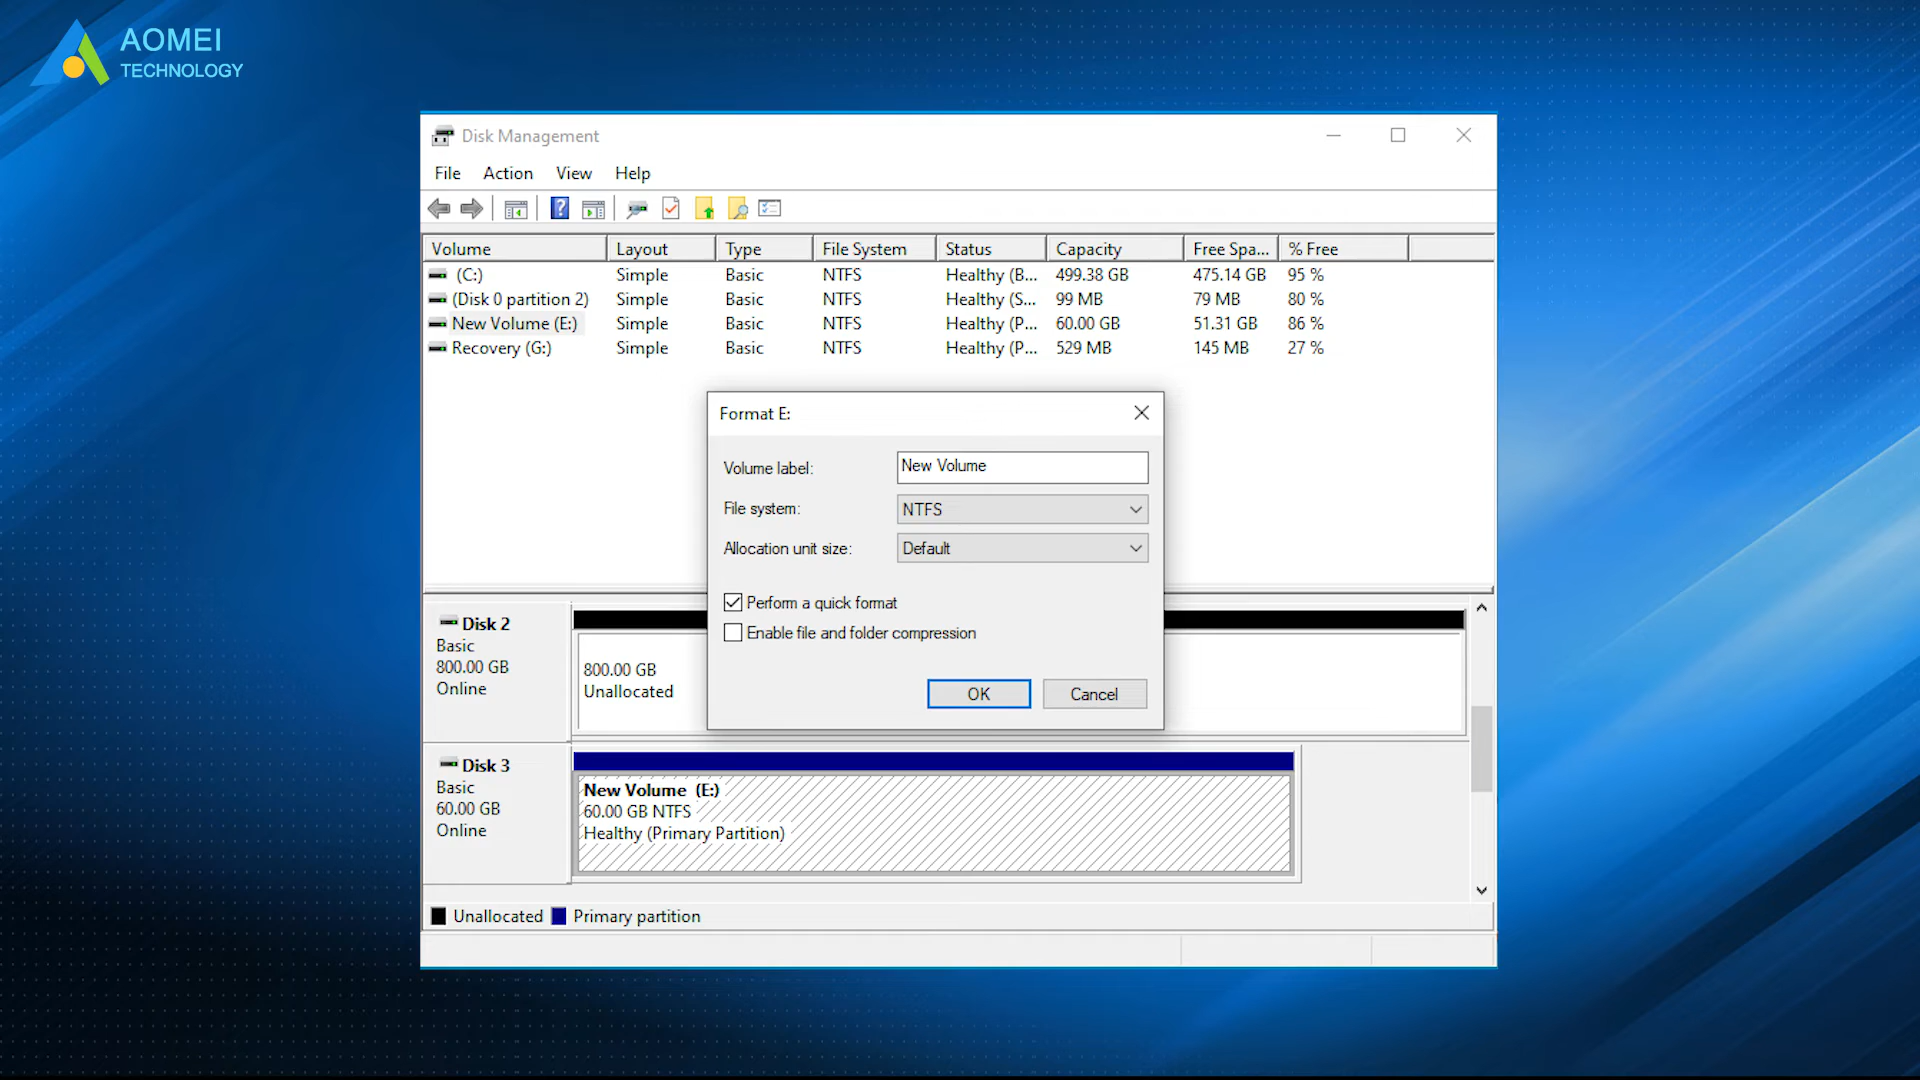 AOMEI
TECHNOLOGY
Disk Management
File Action View Help
Volume Layout Type File System Status Capacity Free Spa... % Free
(C:) Simple Basic NTFS Healthy (B... 499.38 GB 475.14 GB 95 %
(Disk 0 partition 2) Simple Basic NTFS Healthy (S... 99 MB 79 MB 80 %
New Volume (E:) Simple Basic NTFS Healthy (P... 60.00 GB 51.31 GB 86 %
Recovery (G:) Simple Basic NTFS Healthy (P... 529 MB 145 MB 27 %
Format E:
Volume label: New Volume
File system: NTFS
Allocation unit size: Default
Perform a quick format
Enable file and folder compression
OK Cancel
Disk 2
Basic
800.00 GB
Online
800.00 GB
Unallocated
Disk 3
Basic
60.00 GB
Online
New Volume (E:)
60.00 GB NTFS
Healthy (Primary Partition)
Unallocated Primary partition